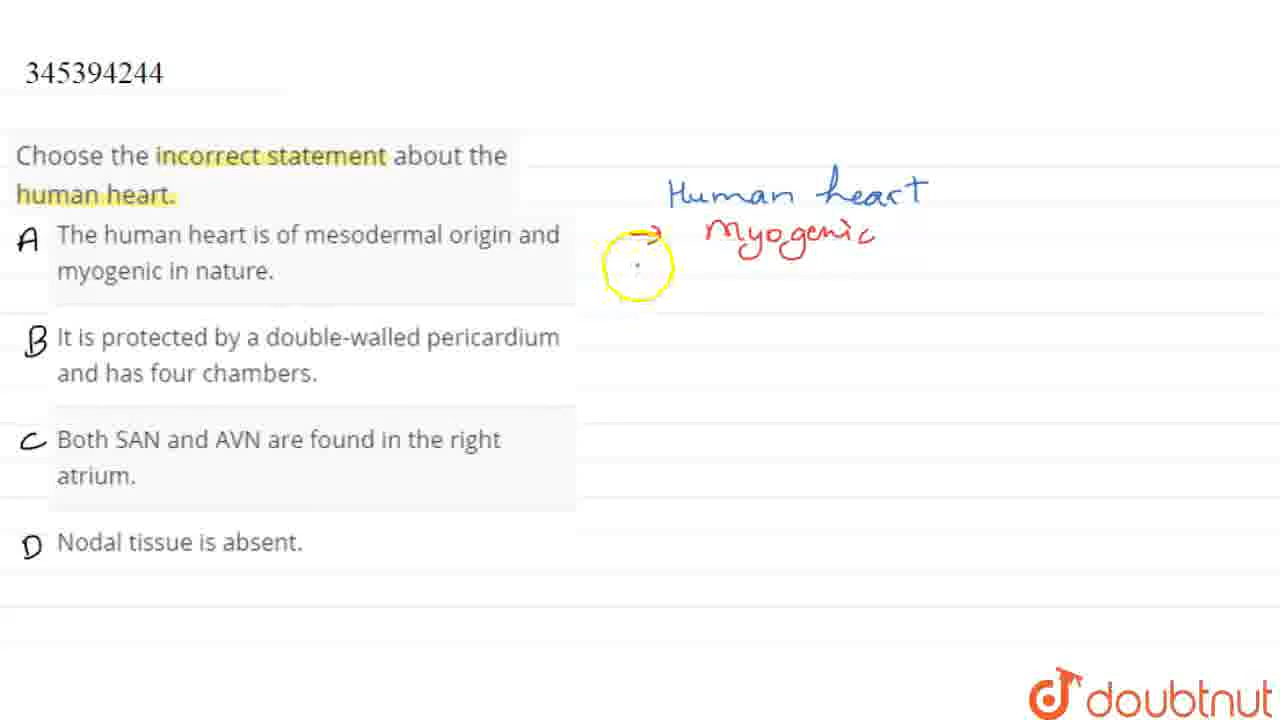 345394244
Choose the incorrect statement about the
human heart.
A The human heart is of mesodermal origin and
myogenic in nature.
B It is protected by a double-walled pericardium
and has four chambers.
C Both SAN and AVN are found in the right
atrium.
D Nodal tissue is absent.
Human heart
→ Myogenic
doubtnut